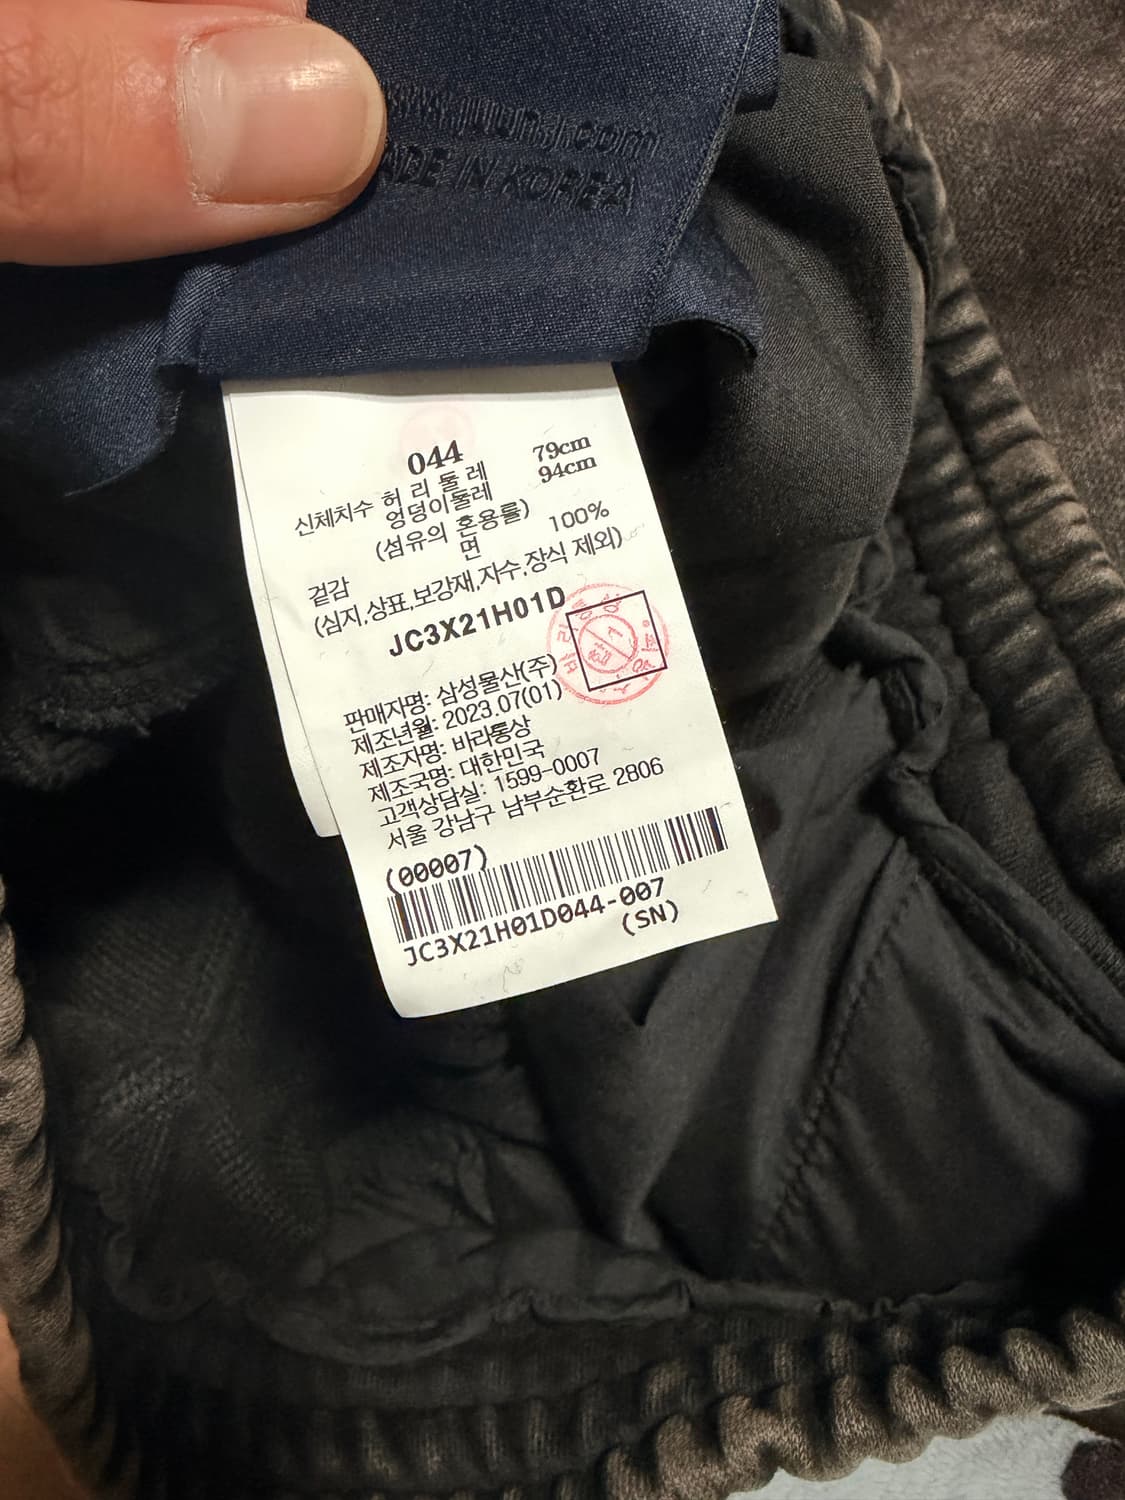 juunj.com
MADE IN KOREA
044
신체치수 허리둘레 79cm
엉덩이둘레 94cm
(섬유의 혼용률)
겉감 면 100%
(심지,상표,보강재,자수,장식 제외)
JC3X21H01D
판매자명: 삼성물산(주)
제조년월: 2023.07(01)
제조자명: 바라통상
제조국명: 대한민국
고객상담실: 1599-0007
서울 강남구 남부순환로 2806
(00007)
JC3X21H01D044-007
(SN)